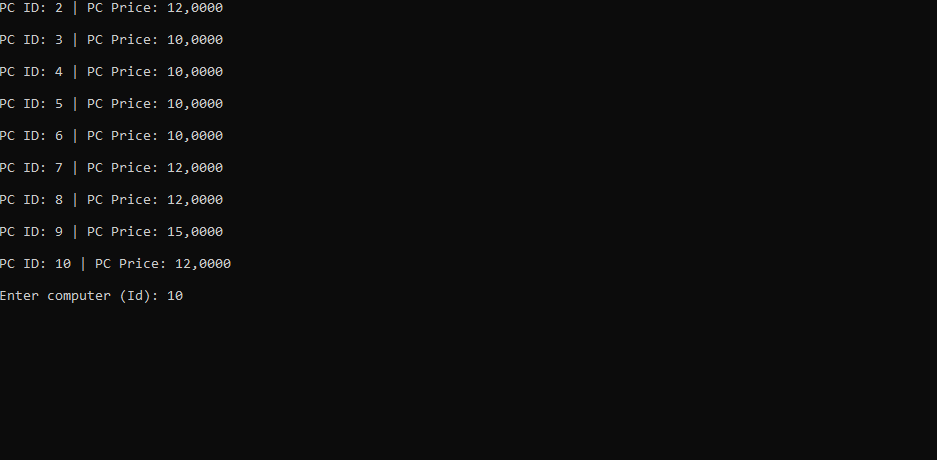 PC ID: 2 | PC Price: 12,0000
PC ID: 3 | PC Price: 10,0000
PC ID: 4 | PC Price: 10,0000
PC ID: 5 | PC Price: 10,0000
PC ID: 6 | PC Price: 10,0000
PC ID: 7 | PC Price: 12,0000
PC ID: 8 | PC Price: 12,0000
PC ID: 9 | PC Price: 15,0000
PC ID: 10 | PC Price: 12,0000
Enter computer (Id): 10